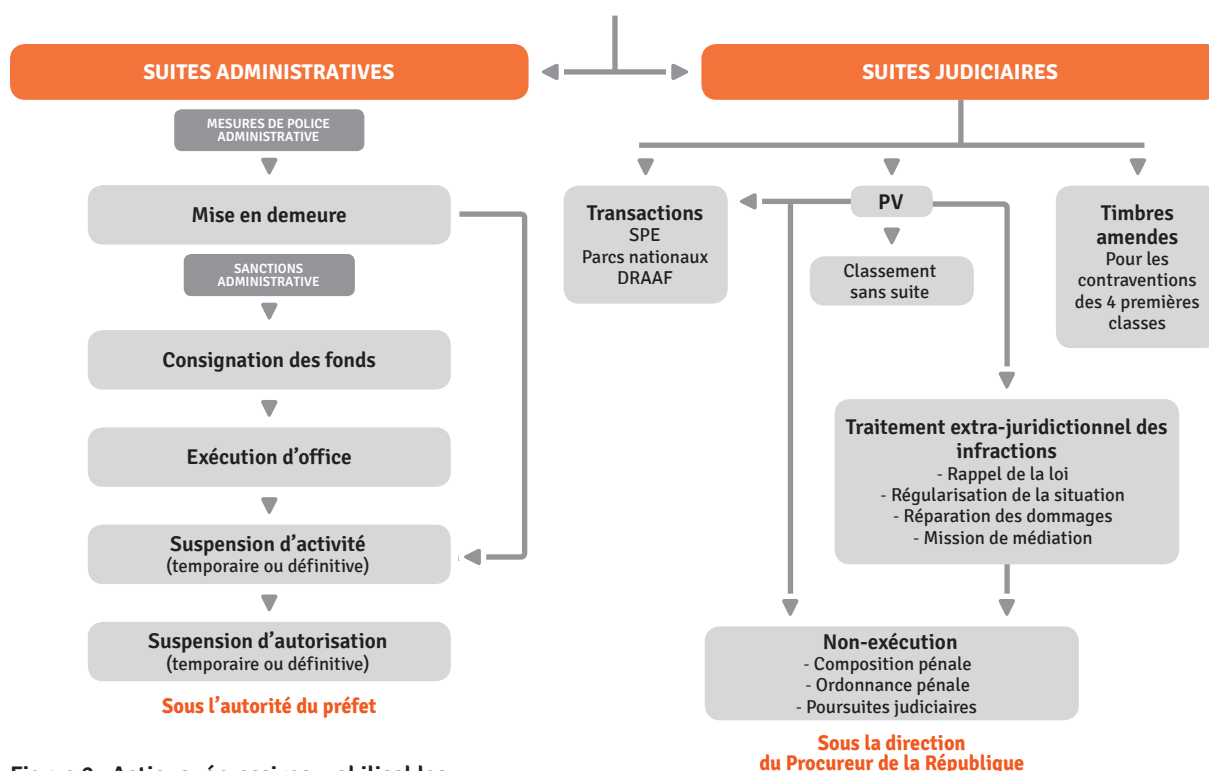 SUITES ADMINISTRATIVES
SUITES JUDICIAIRES
MESURES DE POLICE
ADMINISTRATIVE
Mise en demeure
SANCTIONS
ADMINISTRATIVE
Consignation des fonds
Exécution d'office
Suspension d'activité
(temporaire ou définitive)
Suspension d'autorisation
(temporaire ou définitive)
Sous l'autorité du préfet
Transactions
SPE
Parcs nationaux
DRAAF
PV
Classement
sans suite
Timbres
amendes
Pour les
contraventions
des 4 premières
classes
Traitement extra-juridictionnel des
infractions
- Rappel de la loi
- Régularisation de la situation
- Réparation des dommages
- Mission de médiation
Non-exécution
- Composition pénale
- Ordonnance pénale
- Poursuites judiciaires
Sous la direction
du Procureur de la République